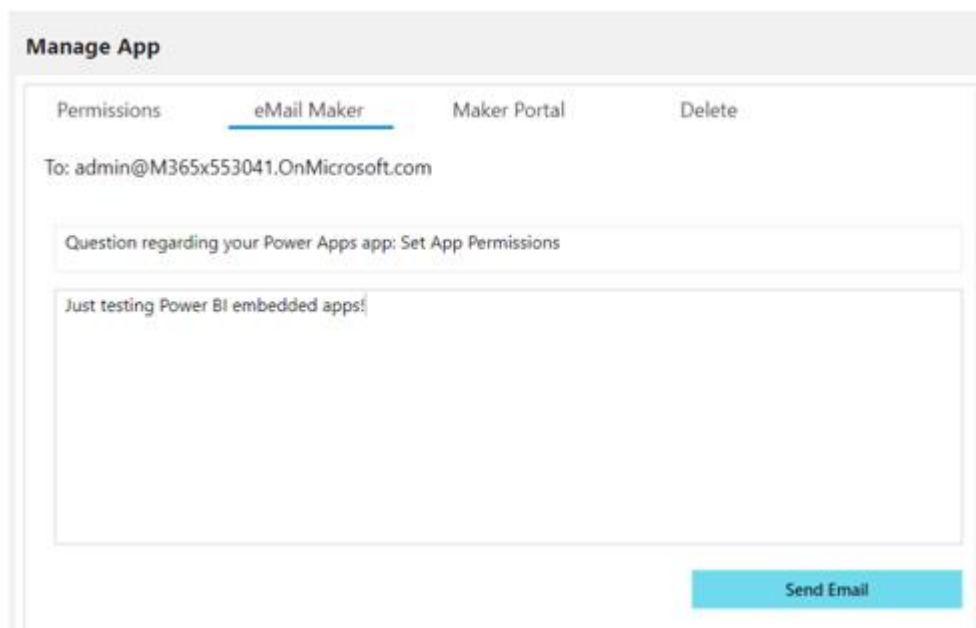 Manage App
Permissions eMail Maker Maker Portal Delete
To: admin@M365x553041.OnMicrosoft.com
Question regarding your Power Apps app: Set App Permissions
Just testing Power BI embedded apps!
Send Email